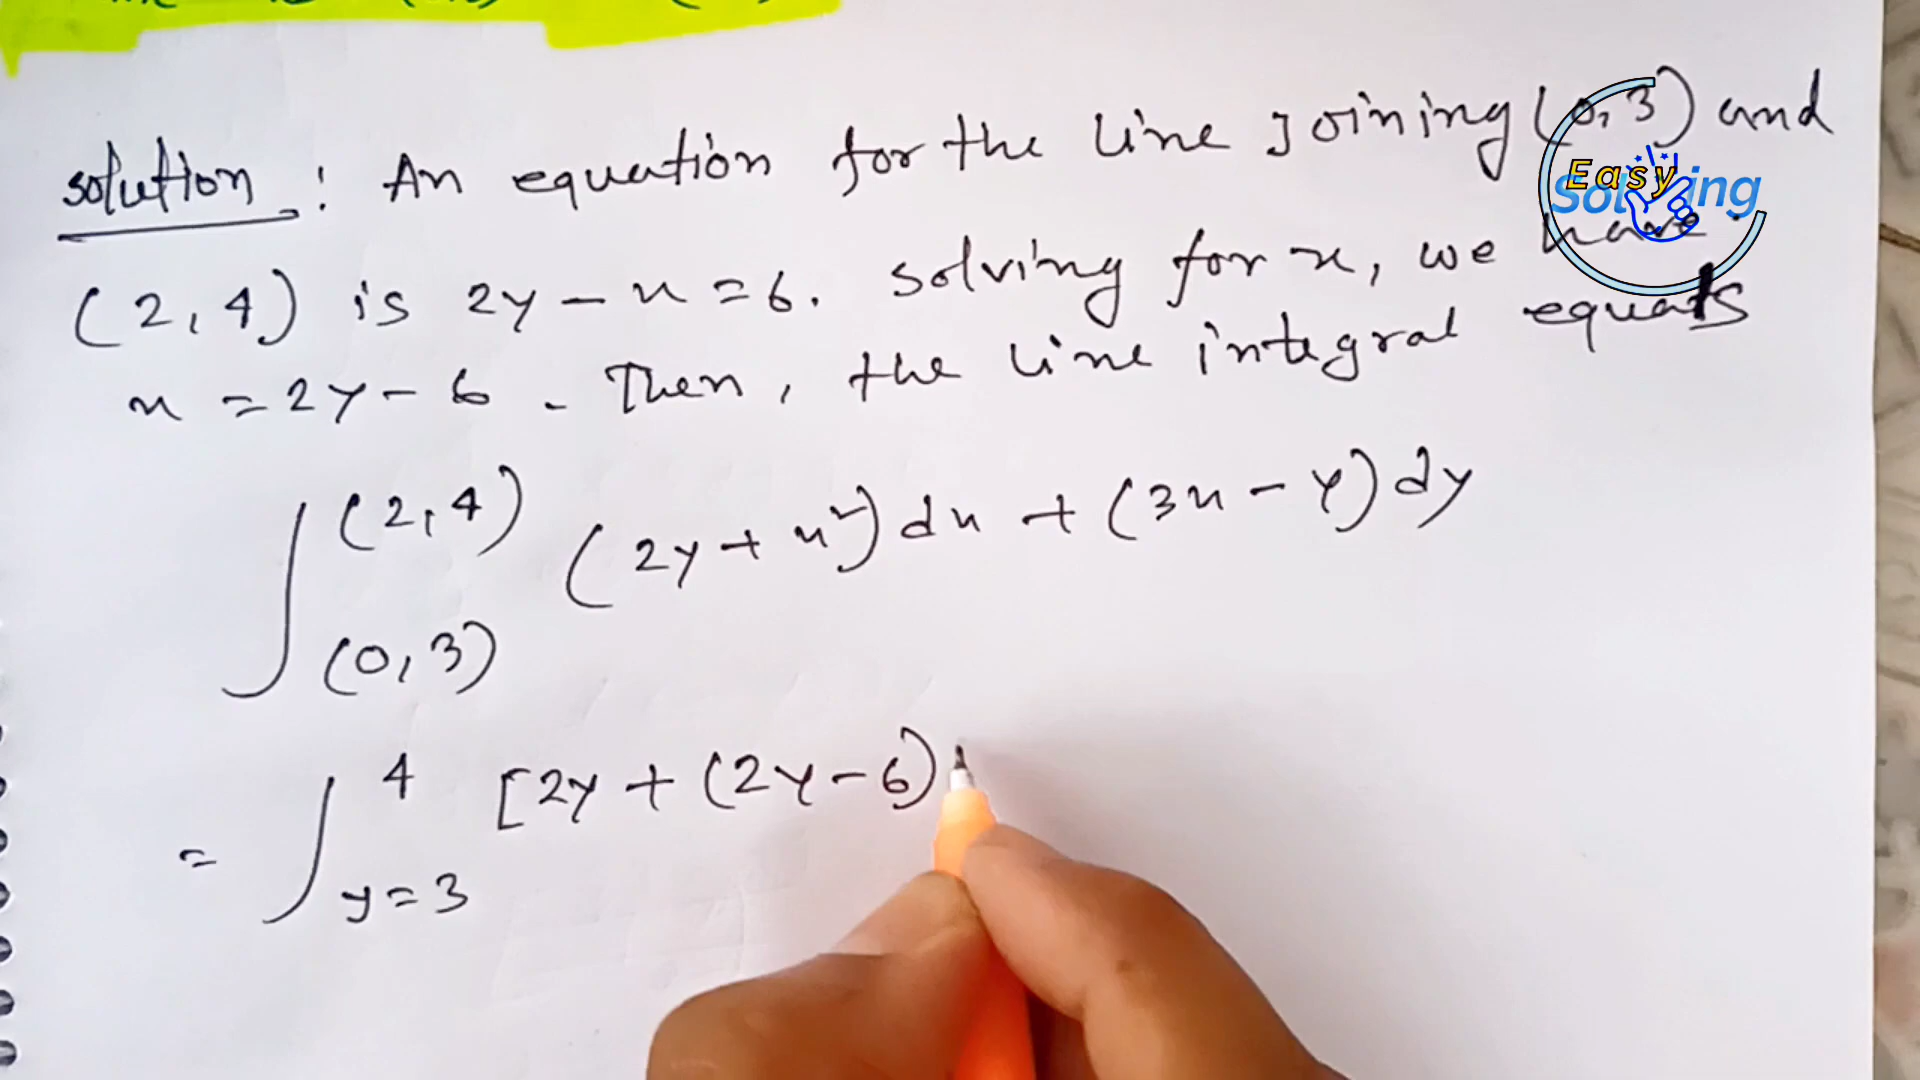 solution : An equation for the line Joining (0, 3) and
(2, 4) is 2y - x = 6. solving for x, we have
x = 2y - 6. Then, the line integral equals
∫ (2, 4) (0, 3) (2y + x²) dx + (3x - y) dy
= ∫ 4 y = 3 [2y + (2y - 6)
Easy
Solving